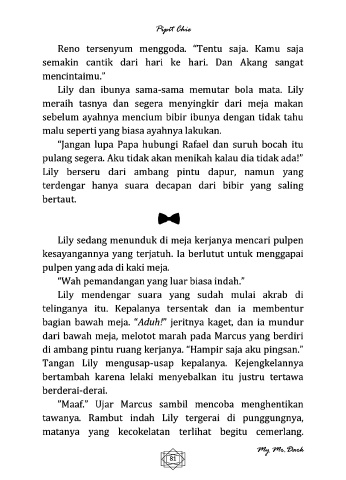 Pipit Chie
Reno tersenyum menggoda. “Tentu saja. Kamu saja
semakin cantik dari hari ke hari. Dan Akang sangat
mencintaimu.”
Lily dan ibunya sama-sama memutar bola mata. Lily
meraih tasnya dan segera menyingkir dari meja makan
sebelum ayahnya mencium bibir ibunya dengan tidak tahu
malu seperti yang biasa ayahnya lakukan.
“Jangan lupa Papa hubungi Rafael dan suruh bocah itu
pulang segera. Aku tidak akan menikah kalau dia tidak ada!”
Lily berseru dari ambang pintu dapur, namun yang
terdengar hanya suara decapan dari bibir yang saling
bertaut.
Lily sedang menunduk di meja kerjanya mencari pulpen
kesayangannya yang terjatuh. Ia berlutut untuk menggapai
pulpen yang ada di kaki meja.
“Wah pemandangan yang luar biasa indah.”
Lily mendengar suara yang sudah mulai akrab di
telinganya itu. Kepalanya tersentak dan ia membentur
bagian bawah meja. “Aduh!” jeritnya kaget, dan ia mundur
dari bawah meja, melotot marah pada Marcus yang berdiri
di ambang pintu ruang kerjanya. “Hampir saja aku pingsan.”
Tangan Lily mengusap-usap kepalanya. Kejengkelannya
bertambah karena lelaki menyebalkan itu justru tertawa
berderai-derai.
“Maaf.” Ujar Marcus sambil mencoba menghentikan
tawanya. Rambut indah Lily tergerai di punggungnya,
matanya yang kecokelatan terlihat begitu cemerlang.
My Mr. Dark
81